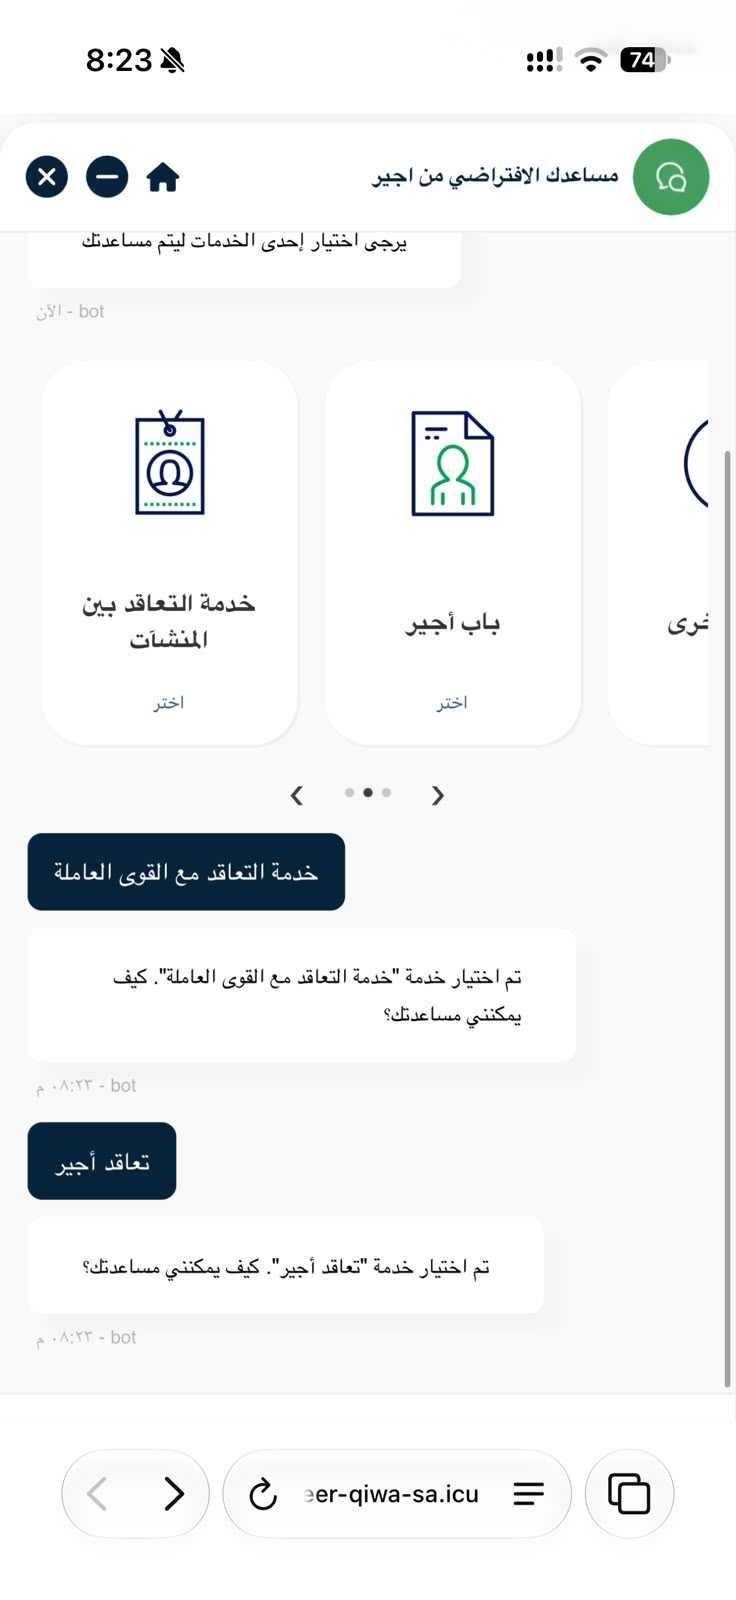 8:23
74
مساعدك الافتراضي من اجير
يرجى اختيار إحدى الخدمات ليتم مساعدتك
bot - الآن
خدمة التعاقد بين
المنشآت
اختر
باب أجير
اختر
خرى
خدمة التعاقد مع القوى العاملة
تم اختيار خدمة "خدمة التعاقد مع القوى العاملة". كيف
يمكنني مساعدتك؟
bot - ٠٨:٢٣ م
تعاقد أجير
تم اختيار خدمة "تعاقد أجير". كيف يمكنني مساعدتك؟
bot - ٠٨:٢٣ م
eer-qiwa-sa.icu